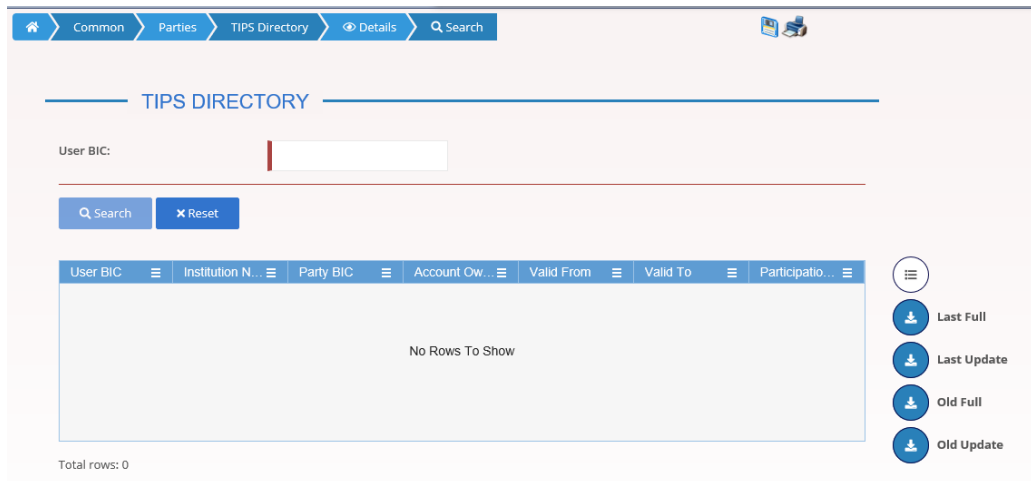 Common Parties TIPS Directory Details Search
TIPS DIRECTORY
User BIC:
Search Reset
User BIC Institution N... Party BIC Account Ow... Valid From Valid To Participatio...
No Rows To Show
Last Full
Last Update
Old Full
Old Update
Total rows: 0